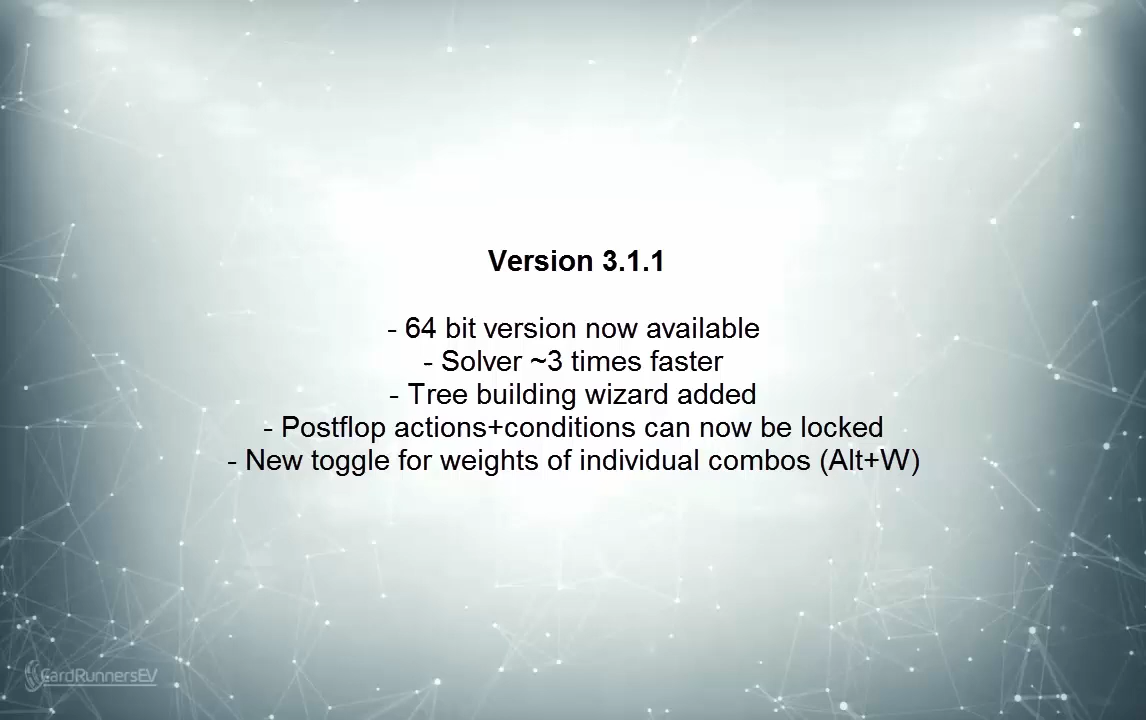 Version 3.1.1
- 64 bit version now available
- Solver ~3 times faster
- Tree building wizard added
- Postflop actions+conditions can now be locked
- New toggle for weights of individual combos (Alt+W)
CardRunnersEV